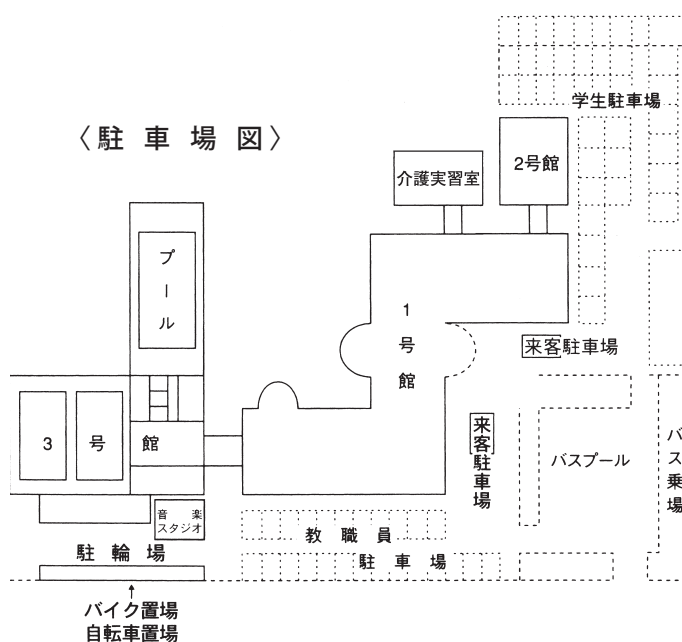 〈駐 車 場 図〉
学生駐車場
介護実習室
2号館
プール
1号館
来客駐車場
3 号 館
来客駐車場
バスプール
バス乗場
音 楽
スタジオ
教 職 員
駐 車 場
駐 輪 場
バイク置場
自転車置場